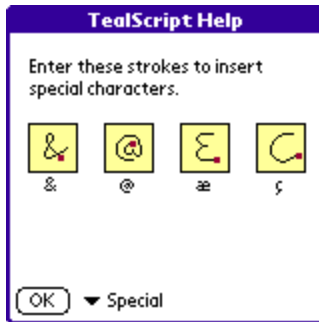 TealScript Help
Enter these strokes to insert
special characters.
& @ æ ç
OK Special